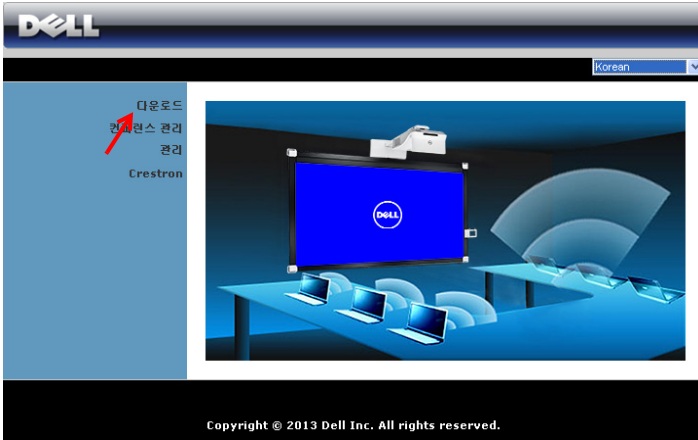 DELL
Korean
다운로드
컨퍼런스 관리
관리
Crestron
DELL
Copyright © 2013 Dell Inc. All rights reserved.